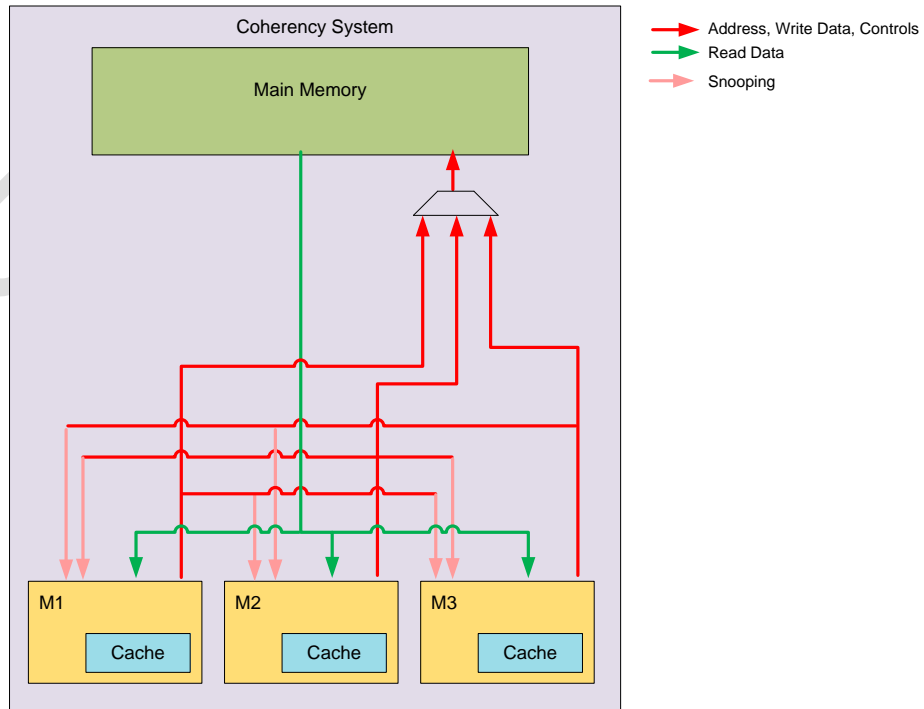 Coherency System
Main Memory
Address, Write Data, Controls
Read Data
Snooping
M1
Cache
M2
Cache
M3
Cache